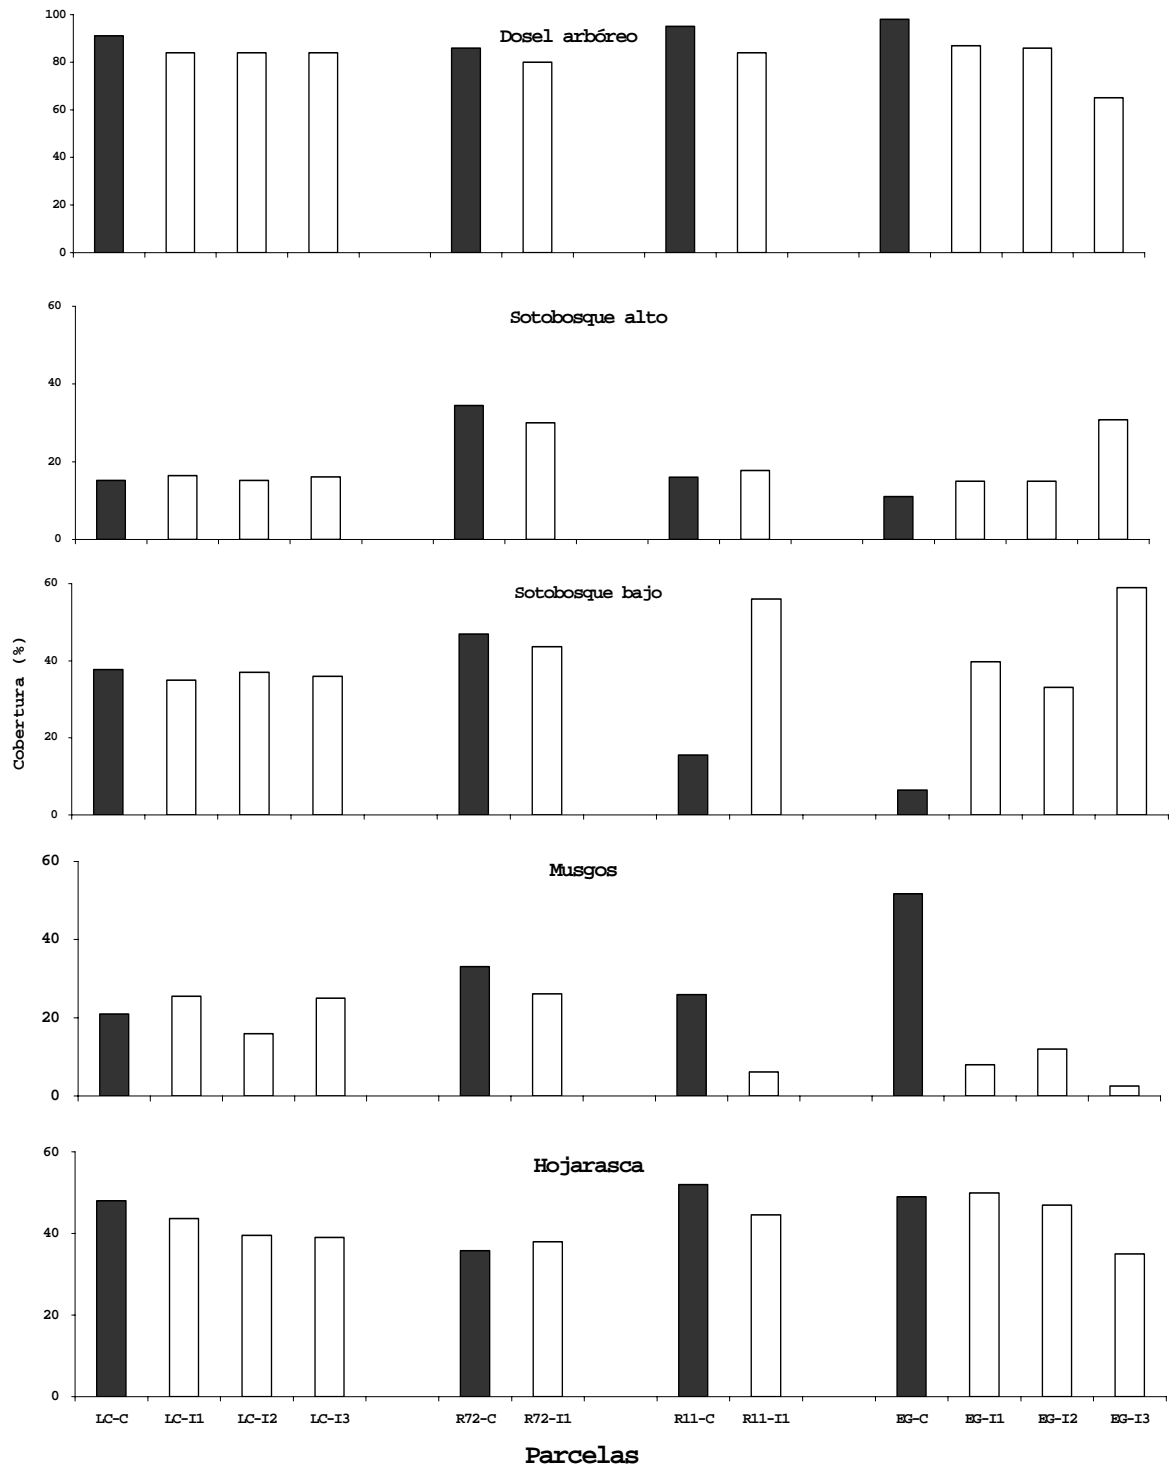 Dosel arbóreo
100
80
60
40
20
0
Sotobosque alto
60
40
20
0
Sotobosque bajo
60
40
20
0
Cobertura (%)
Musgos
60
40
20
0
Hojarasca
60
40
20
0
LC-C LC-I1 LC-I2 LC-I3 R72-C R72-I1 R11-C R11-I1 EG-C EG-I1 EG-I2 EG-I3
Parcelas